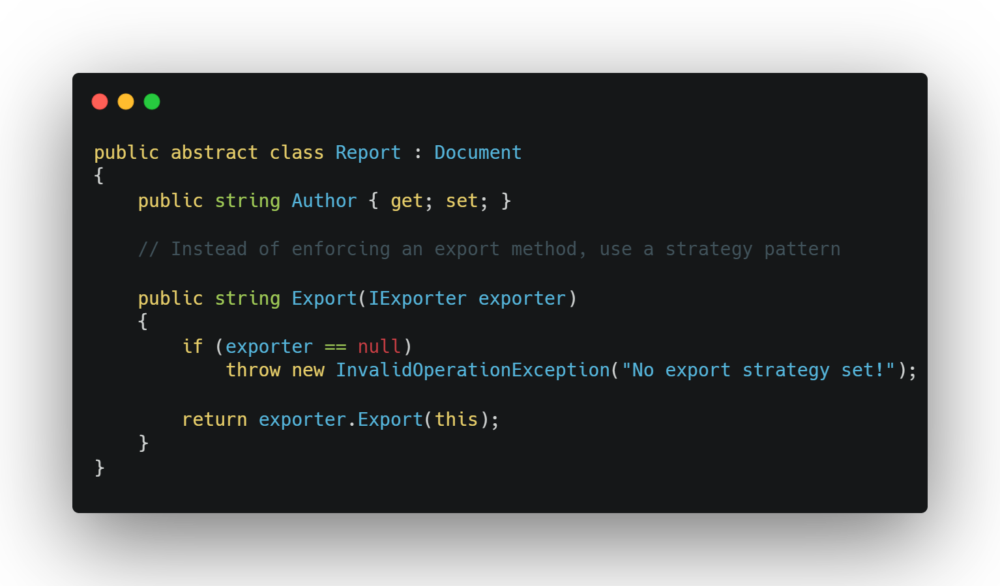 public abstract class Report : Document
{
    public string Author { get; set; }
    // Instead of enforcing an export method, use a strategy pattern
    public string Export(IExporter exporter)
    {
        if (exporter == null)
            throw new InvalidOperationException("No export strategy set!");
        return exporter.Export(this);
    }
}